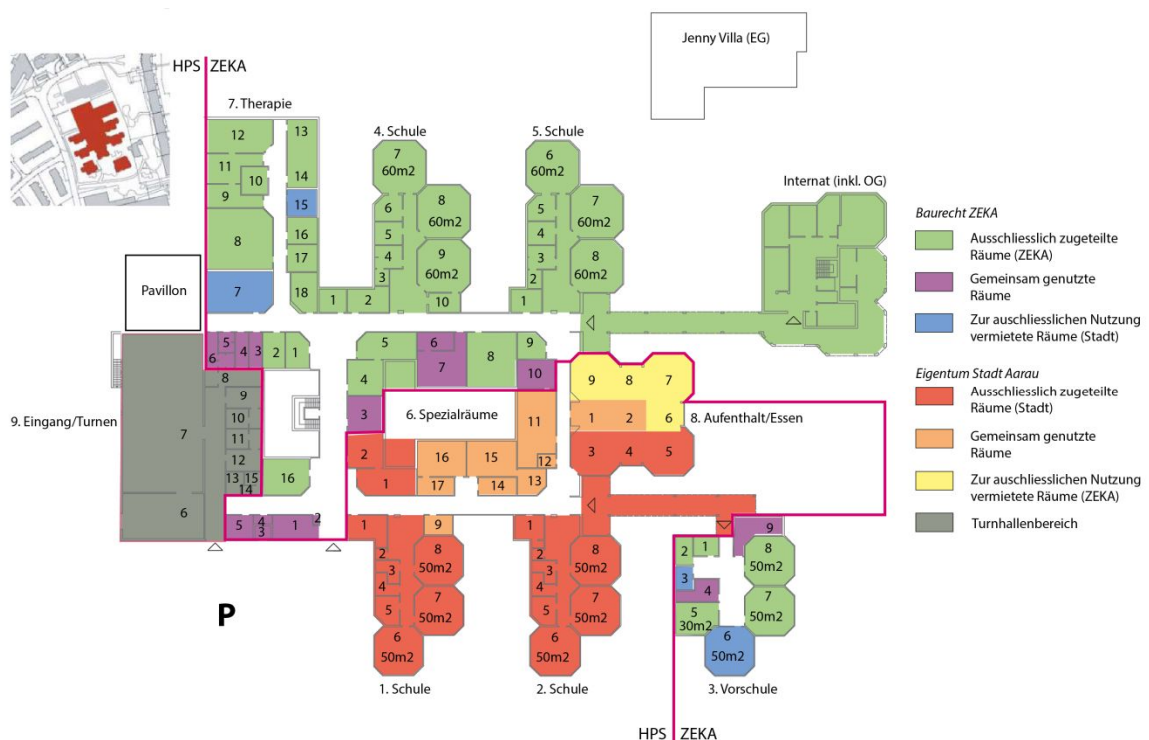 Jenny Villa (EG)
HPS ZEKA
7. Therapie
12
13
11
10
14
9
15
8
16
17
7
18
1
2
4. Schule
7
60m2
6
8
60m2
5
4
9
60m2
3
10
5. Schule
6
60m2
5
7
60m2
4
3
8
60m2
2
1
Internat (inkl. OG)
Pavillon
9. Eingang/Turnen
6
5
4
3
2
1
8
9
10
7
11
12
13
15
14
6
16
5
4
3
1
2
5
6
7
8
9
10
4
3
6. Spezialräume
11
2
1
16
15
12
17
14
13
9
8
7
1
2
6
3
4
5
8. Aufenthalt/Essen
1
9
2
3
4
5
8
50m2
7
50m2
6
50m2
1. Schule
1
2
3
4
5
8
50m2
7
50m2
6
50m2
2. Schule
9
2
1
3
4
8
50m2
5
30m2
7
50m2
6
50m2
3. Vorschule
P
HPS ZEKA
Baurecht ZEKA
Ausschliesslich zugeteilte
Räume (ZEKA)
Gemeinsam genutzte
Räume
Zur auschliesslichen Nutzung
vermietete Räume (Stadt)
Eigentum Stadt Aarau
Ausschliesslich zugeteilte
Räume (Stadt)
Gemeinsam genutzte
Räume
Zur auschliesslichen Nutzung
vermietete Räume (ZEKA)
Turnhallenbereich